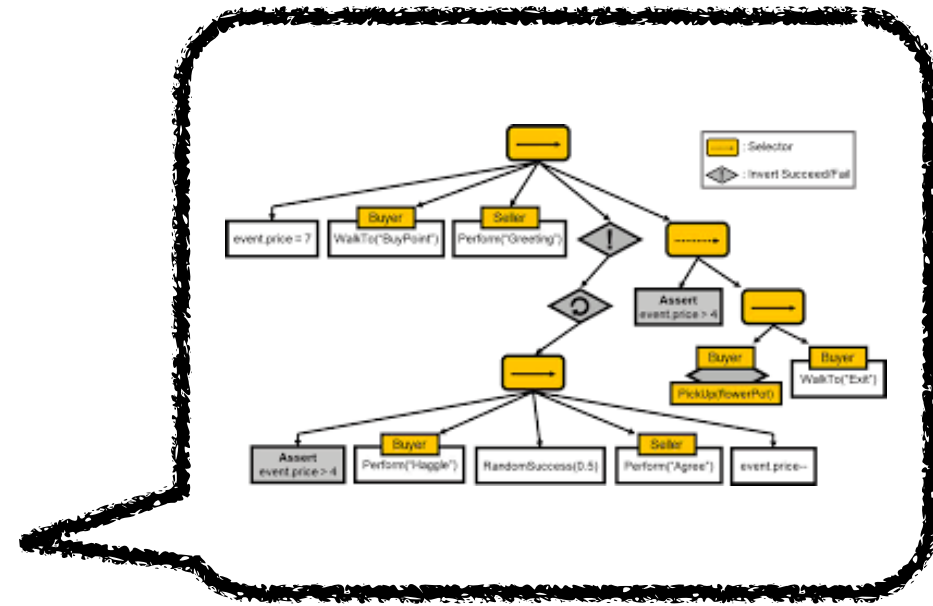 : Selector
! : Invert Succeed/Fail
event.price = 7
Buyer
WalkTo("BuyPoint")
Seller
Perform("Greeting")
!
Assert
event.price > 4
Buyer
PickUp(flowerPot)
Buyer
WalkTo("Exit")
Assert
event.price > 4
Buyer
Perform("Haggle")
RandomSuccess(0.5)
Seller
Perform("Agree")
event.price--